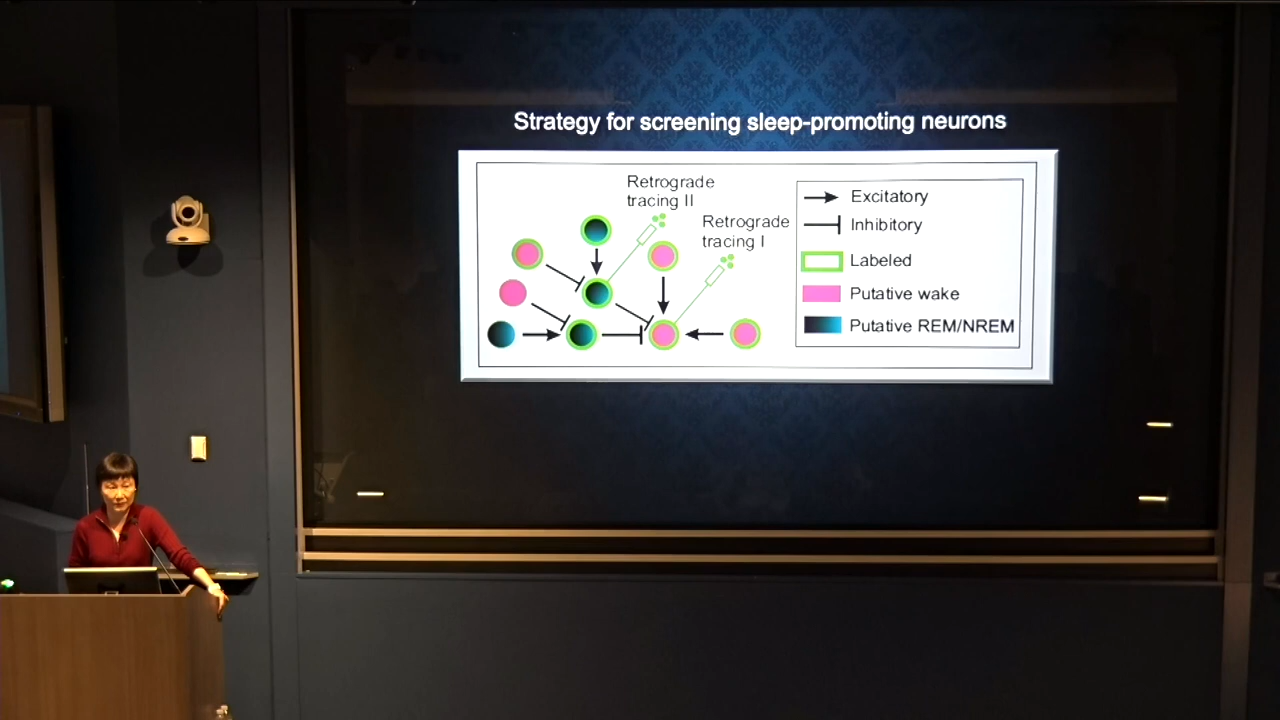 Strategy for screening sleep-promoting neurons
Retrograde
tracing II
Retrograde
tracing I
Excitatory
Inhibitory
Labeled
Putative wake
Putative REM/NREM